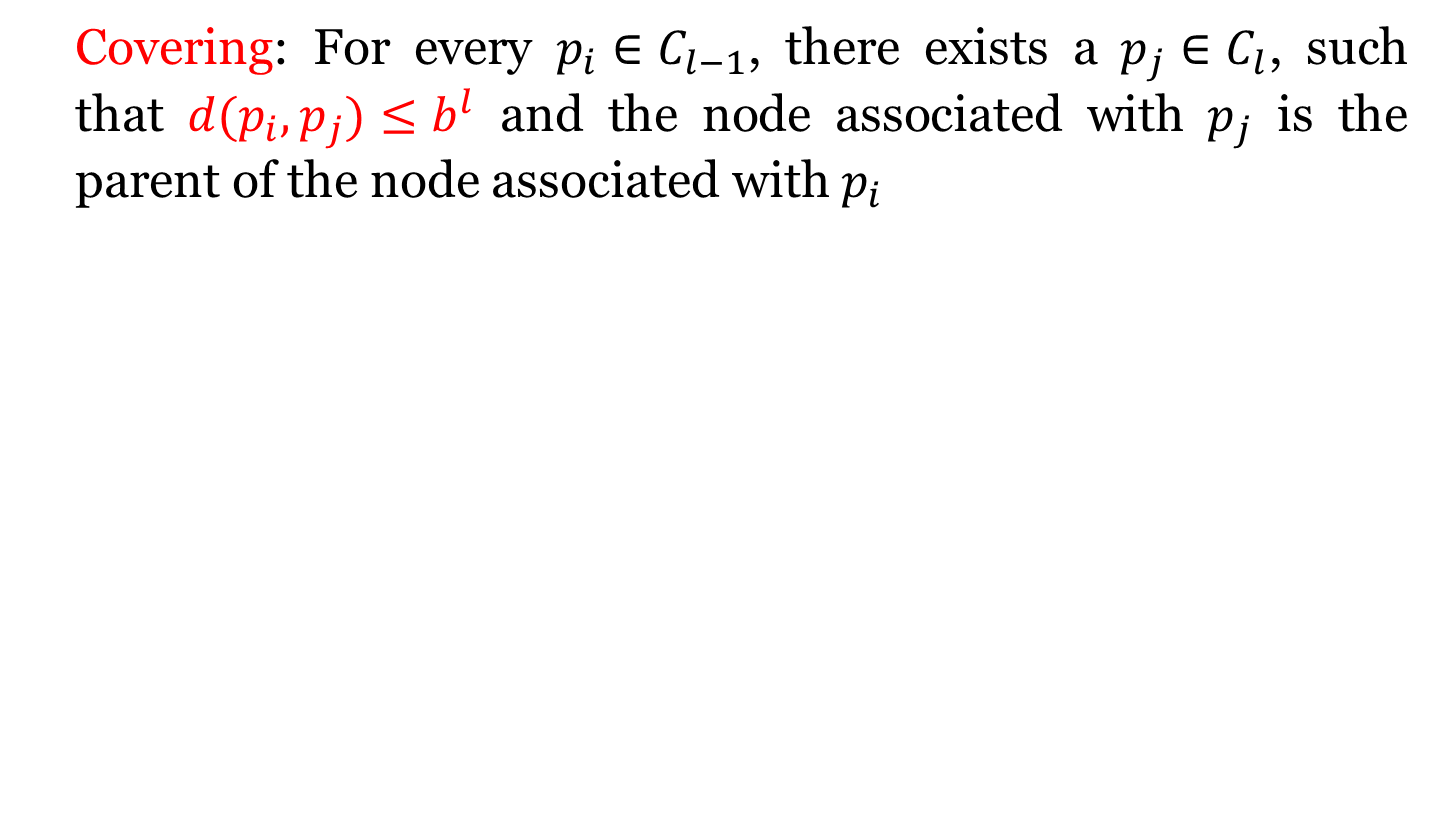 Covering: For every 𝑝𝑖 ∈ 𝐶𝑙−1, there exists a 𝑝𝑗 ∈ 𝐶𝑙, such
that 𝑑(𝑝𝑖, 𝑝𝑗) ≤ 𝑏^𝑙 and the node associated with 𝑝𝑗 is the
parent of the node associated with 𝑝𝑖